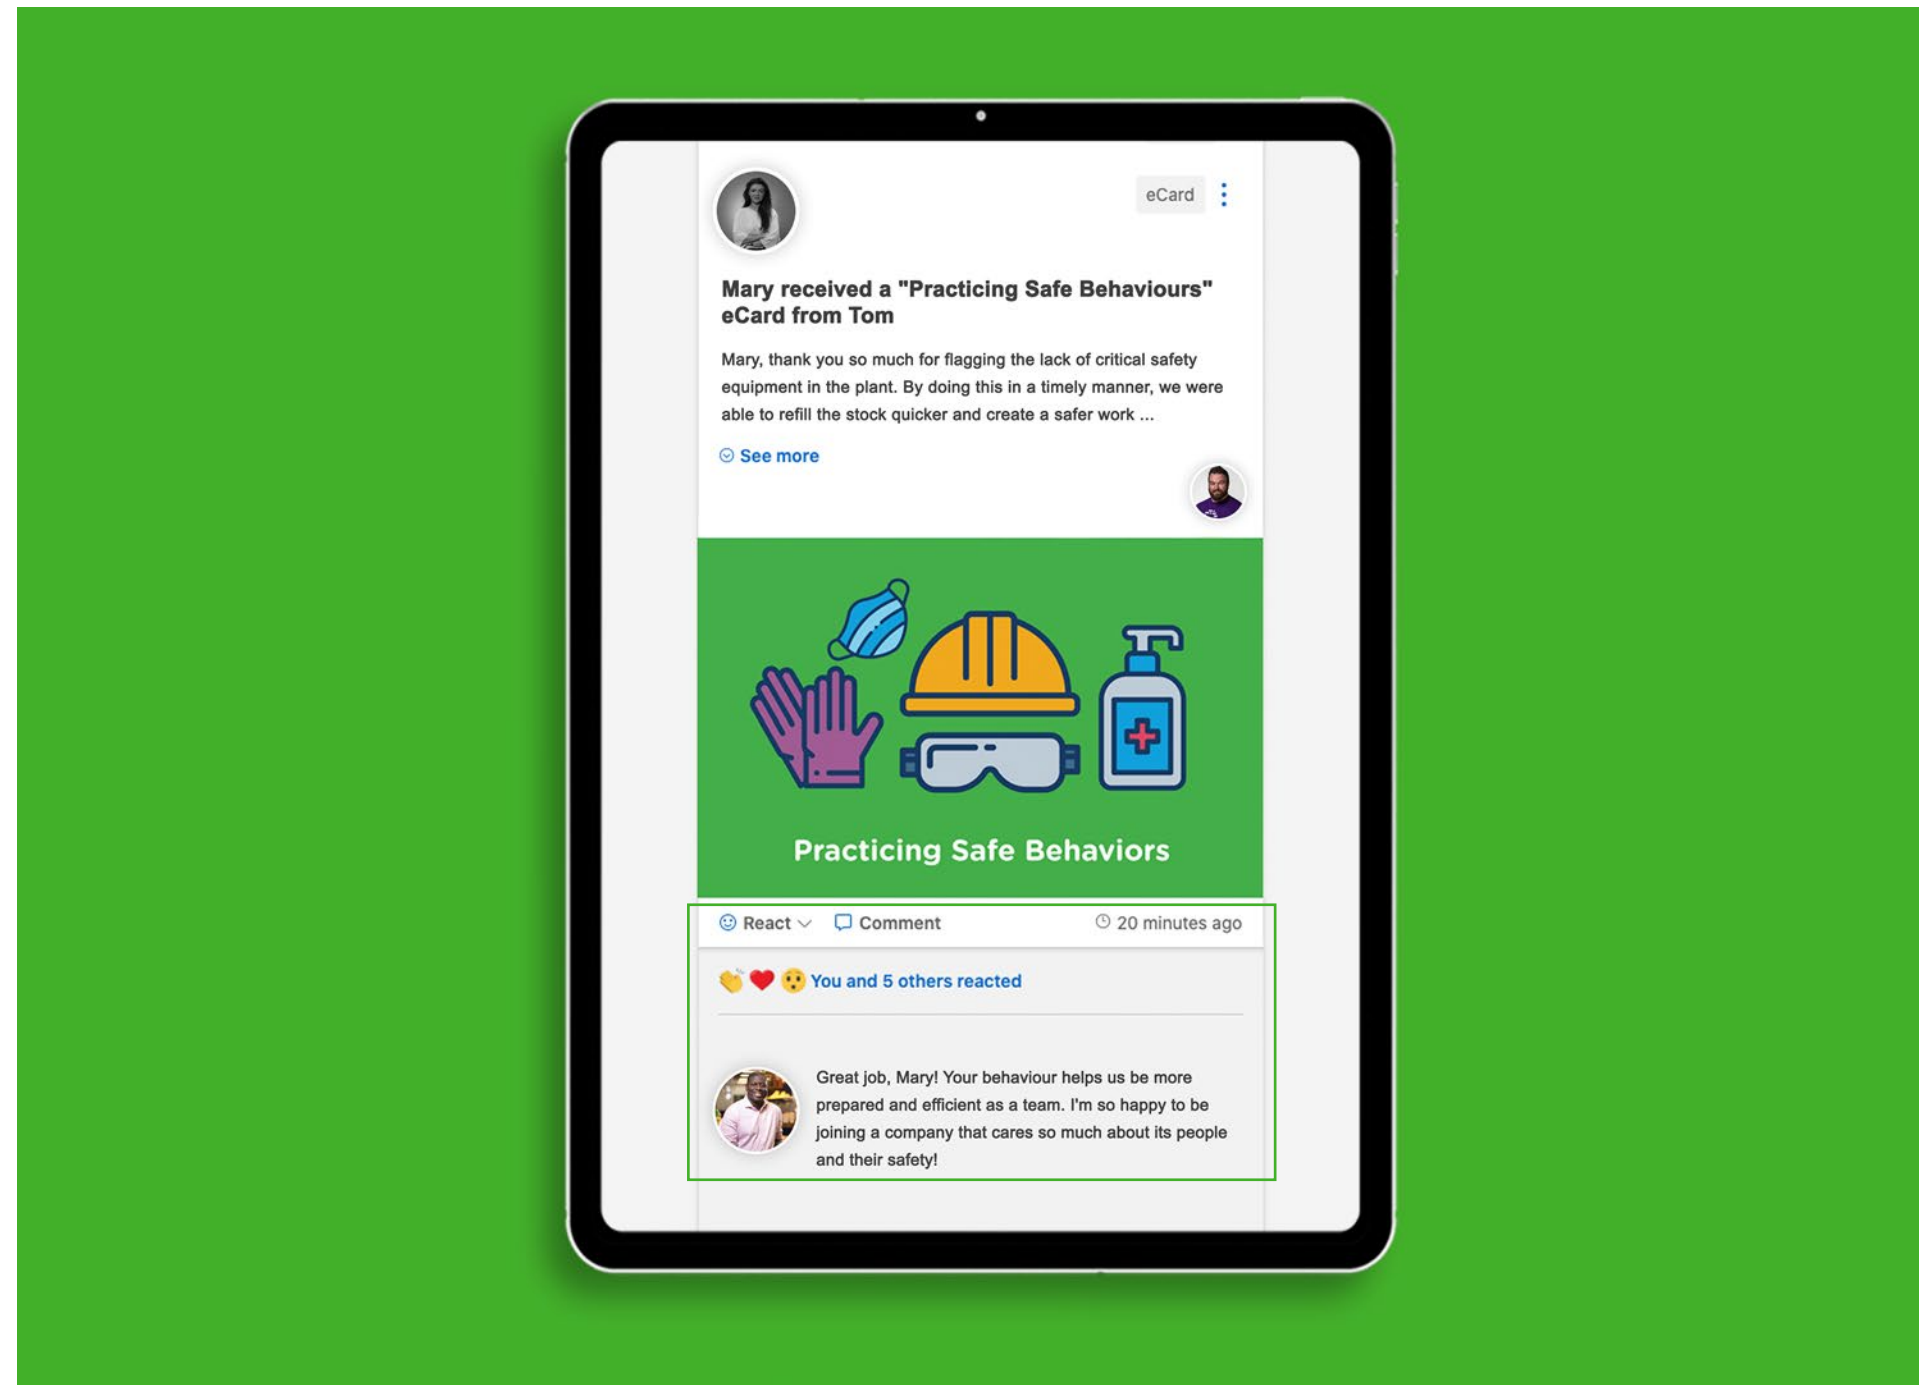 eCard
Mary received a "Practicing Safe Behaviours"
eCard from Tom
Mary, thank you so much for flagging the lack of critical safety
equipment in the plant. By doing this in a timely manner, we were
able to refill the stock quicker and create a safer work ...
See more
Practicing Safe Behaviors
React Comment 20 minutes ago
You and 5 others reacted
Great job, Mary! Your behaviour helps us be more
prepared and efficient as a team. I'm so happy to be
joining a company that cares so much about its people
and their safety!